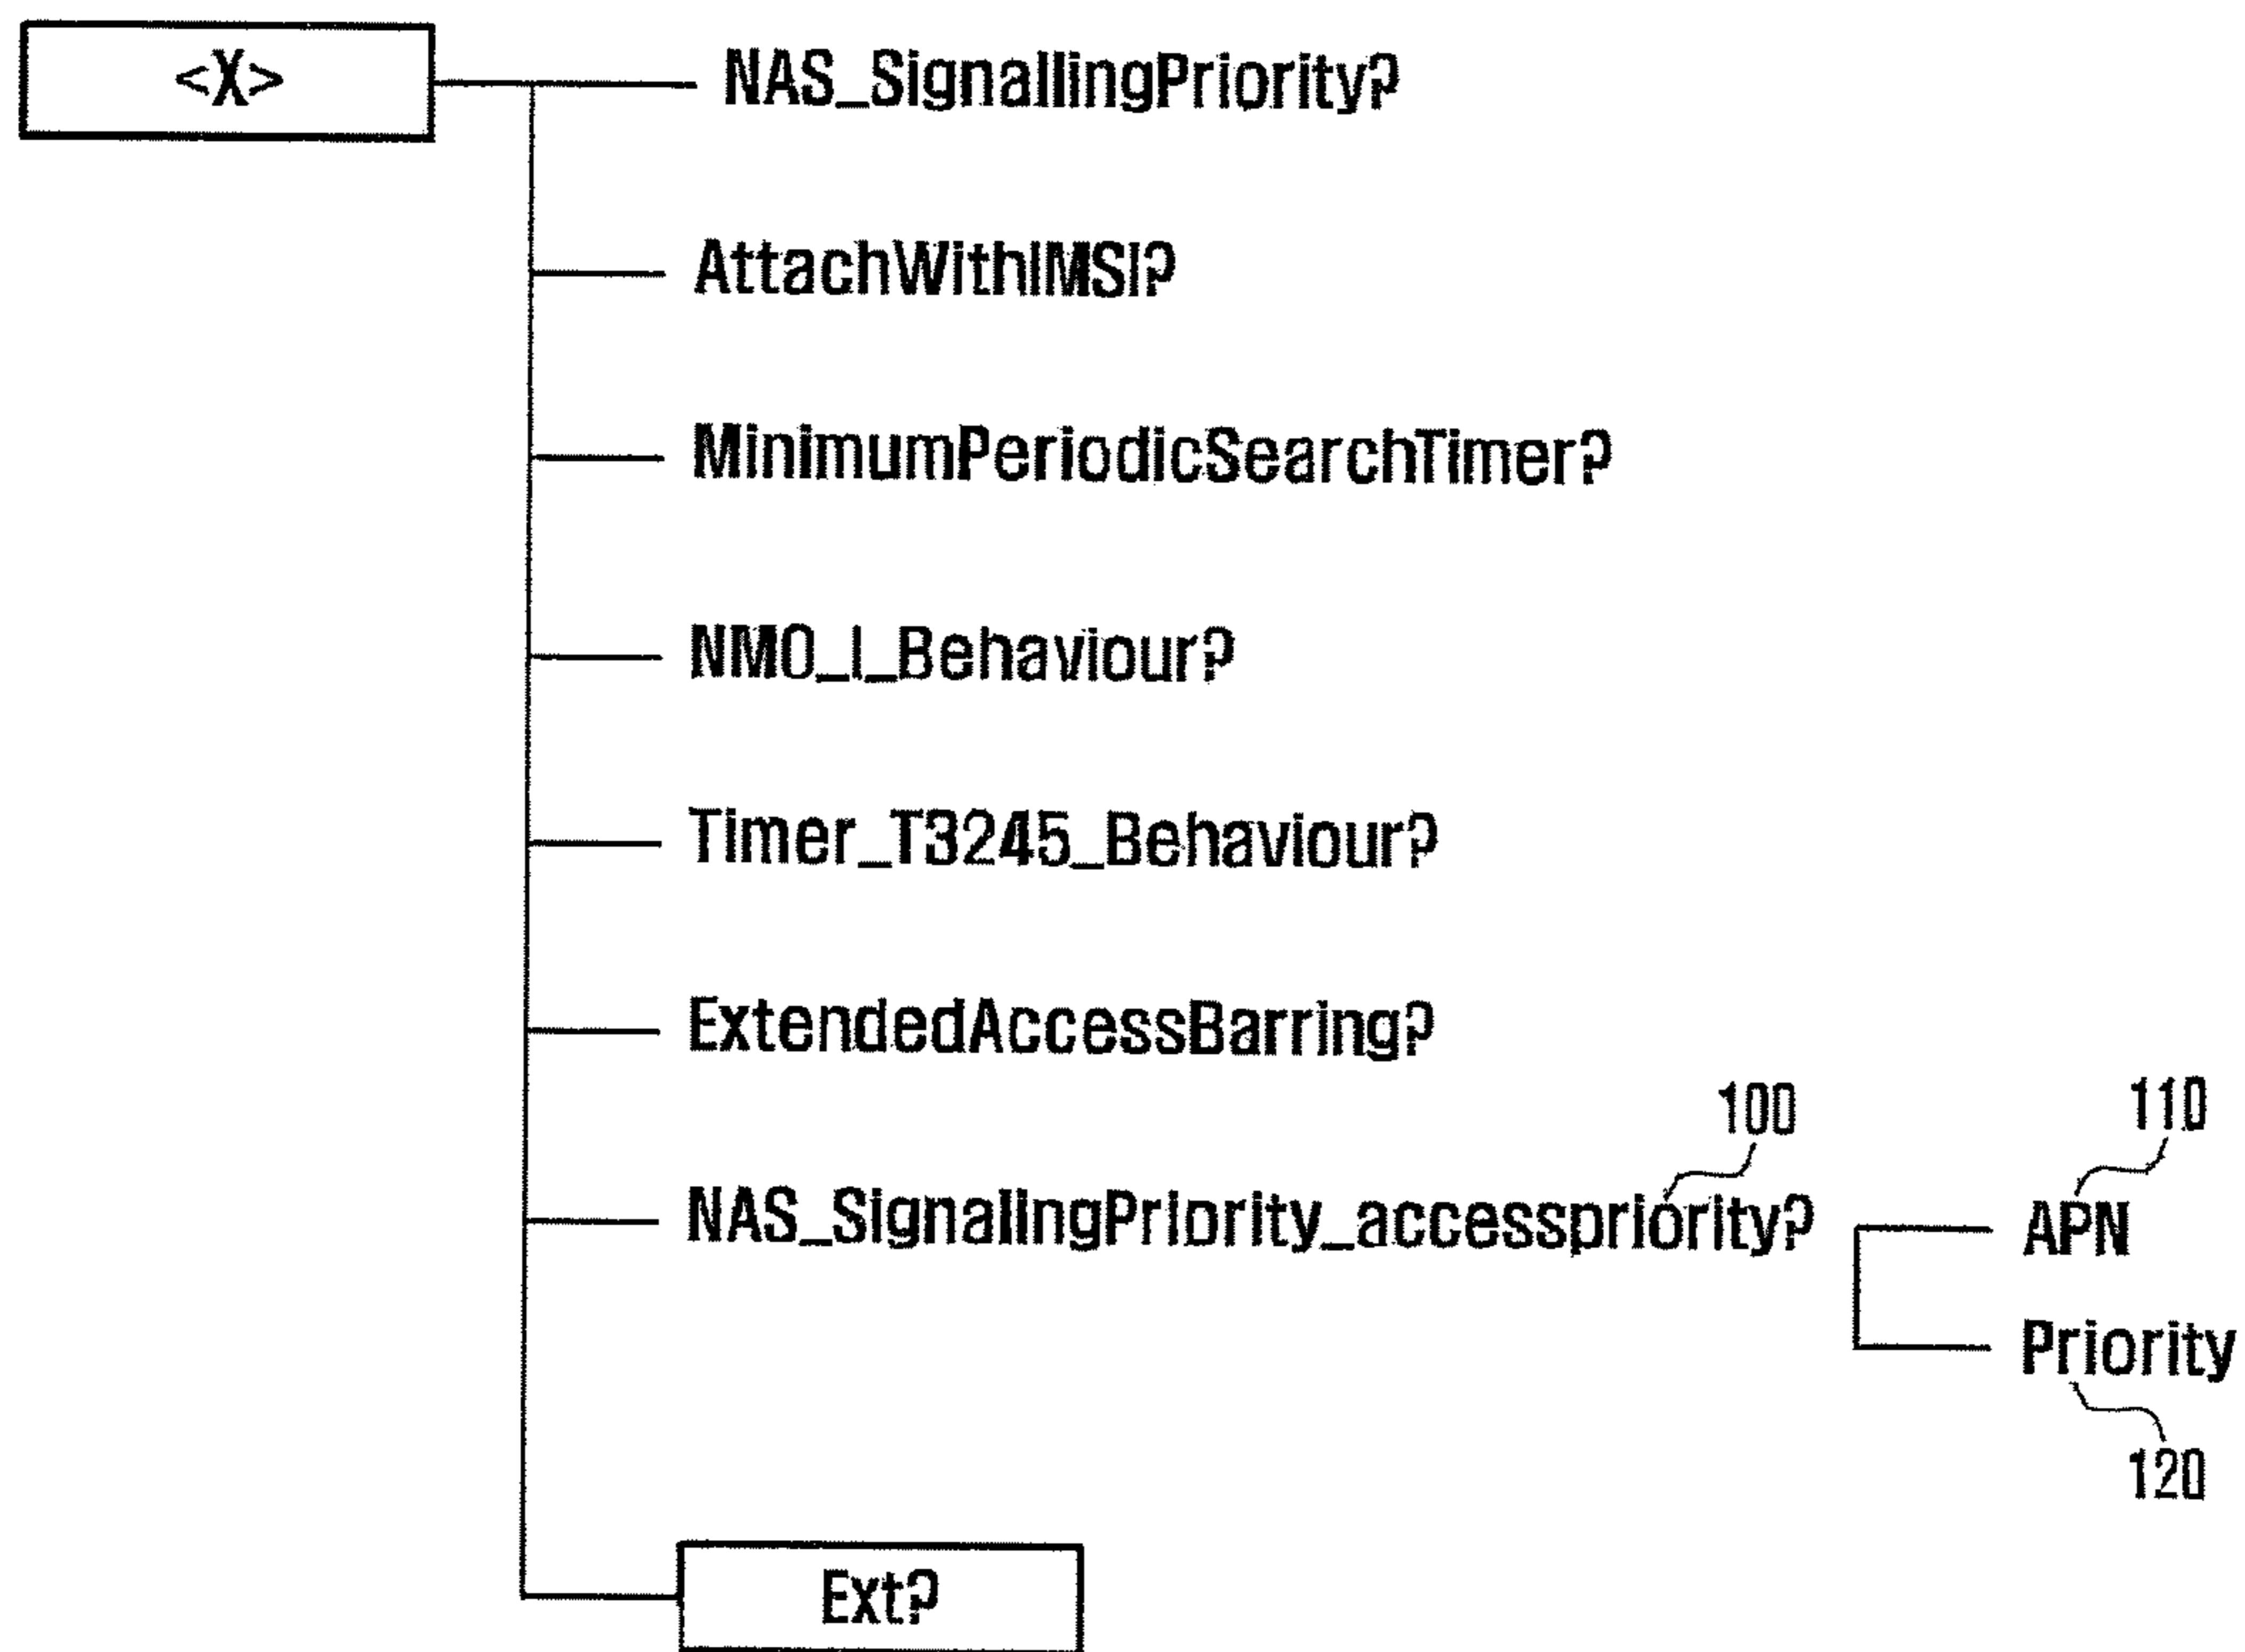 <X>
NAS_SignallingPriority?
AttachWithIMSI?
MinimumPeriodicSearchTimer?
NMO_I_Behaviour?
Timer_T3245_Behaviour?
ExtendedAccessBarring?
100
110
NAS_SignalingPriority_accesspriority?
APN
Priority
120
Ext?